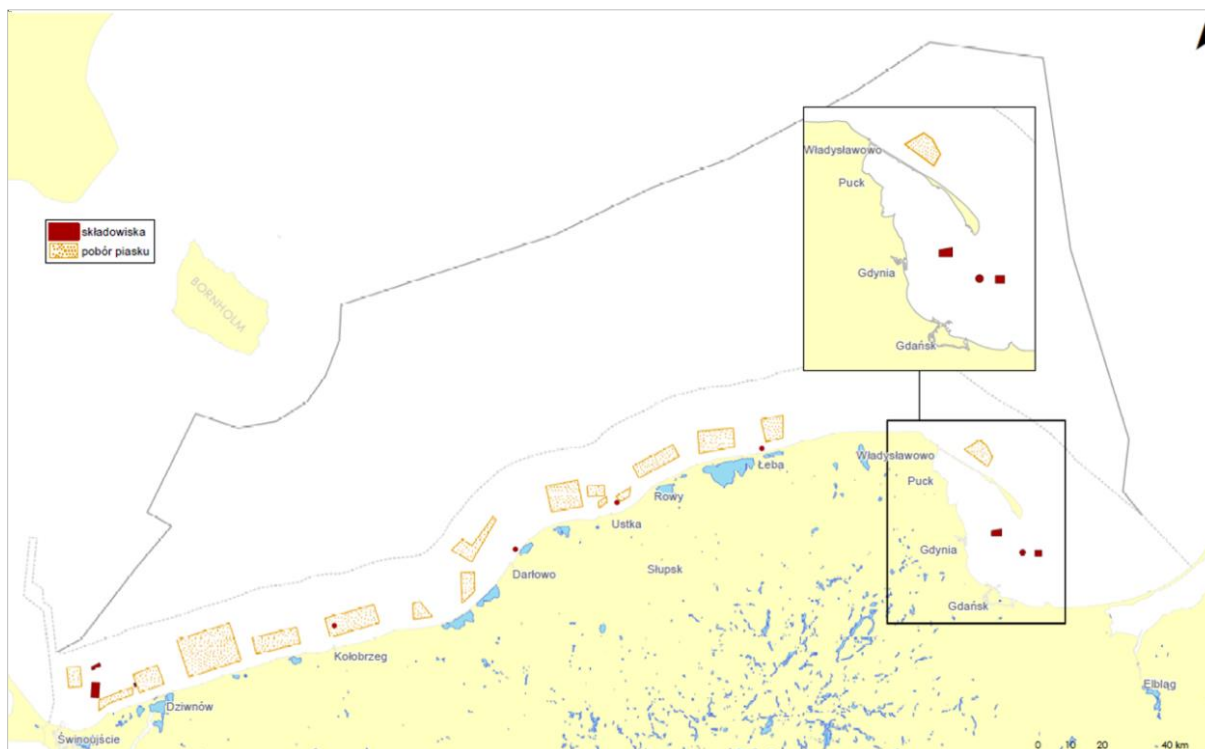 Władysławowo
Puck
składowiska
pobór piasku
Gdynia
BORNHOLM
Gdańsk
Władysławowo
Łeba
Puck
Rowy
Ustka
Gdynia
Darłowo
Słupsk
Gdańsk
Kołobrzeg
Elbląg
Dziwnów
Świnoujście
0 10 20 40 km